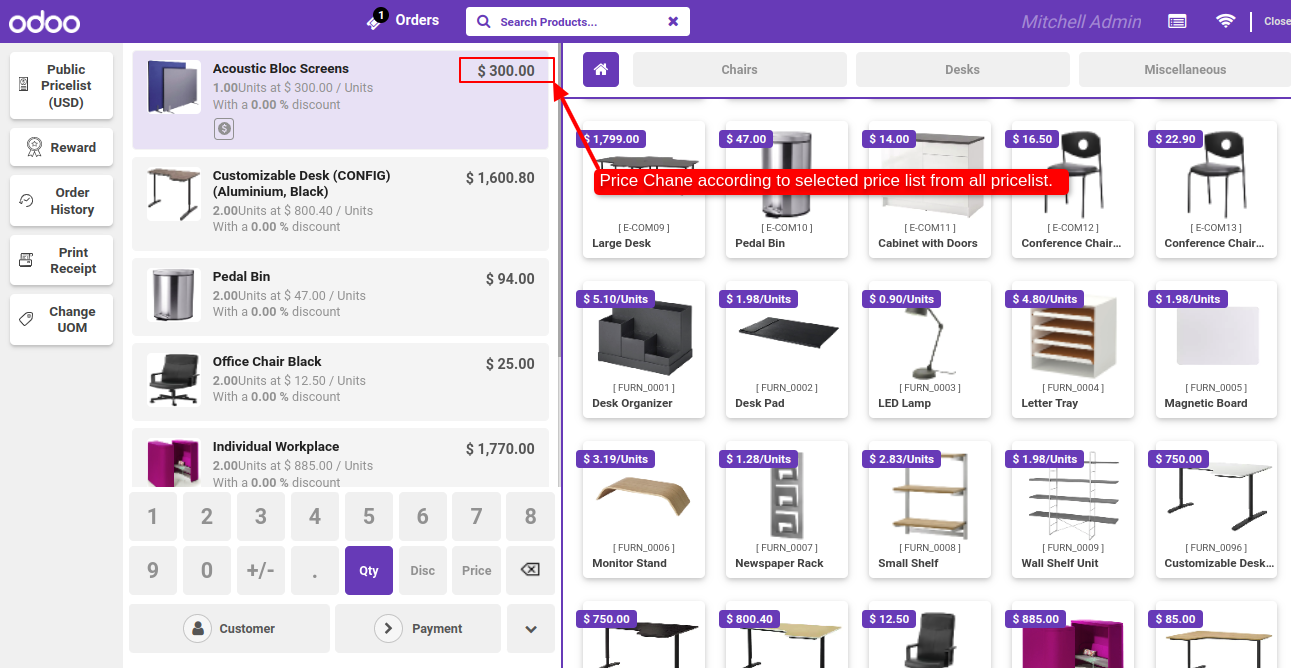 odoo
1
Orders
Search Products...
Mitchell Admin
Close
Public
Pricelist
(USD)
Reward
Order
History
Print
Receipt
Change
UOM
Acoustic Bloc Screens
$ 300.00
1.00Units at $ 300.00 / Units
With a 0.00 % discount
Customizable Desk (CONFIG)
(Aluminium, Black)
$ 1,600.80
2.00Units at $ 800.40 / Units
With a 0.00 % discount
Pedal Bin
$ 94.00
2.00Units at $ 47.00 / Units
With a 0.00 % discount
Office Chair Black
$ 25.00
2.00Units at $ 12.50 / Units
With a 0.00 % discount
Individual Workplace
$ 1,770.00
2.00Units at $ 885.00 / Units
With a 0.00 % discount
1 2 3 4 5 6 7 8
9 0 +/- . Qty Disc Price
Customer
Payment
Chairs
Desks
Miscellaneous
$ 1,799.00
$ 47.00
$ 14.00
$ 16.50
$ 22.90
Price Chane according to selected price list from all pricelist.
[ E-COM09 ]
Large Desk
[ E-COM10 ]
Pedal Bin
[ E-COM11 ]
Cabinet with Doors
[ E-COM12 ]
Conference Chair...
[ E-COM13 ]
Conference Chair...
$ 5.10/Units
[ FURN_0001 ]
Desk Organizer
$ 1.98/Units
[ FURN_0002 ]
Desk Pad
$ 0.90/Units
[ FURN_0003 ]
LED Lamp
$ 4.80/Units
[ FURN_0004 ]
Letter Tray
$ 1.98/Units
[ FURN_0005 ]
Magnetic Board
$ 3.19/Units
[ FURN_0006 ]
Monitor Stand
$ 1.28/Units
[ FURN_0007 ]
Newspaper Rack
$ 2.83/Units
[ FURN_0008 ]
Small Shelf
$ 1.98/Units
[ FURN_0009 ]
Wall Shelf Unit
$ 750.00
[ FURN_0096 ]
Customizable Desk...
$ 750.00
$ 800.40
$ 12.50
$ 885.00
$ 85.00